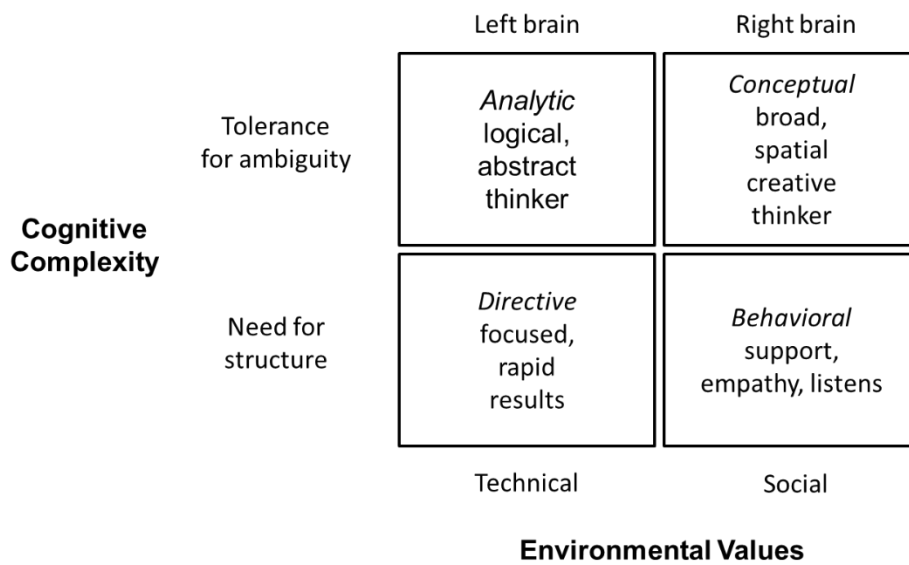 Left brain
Right brain
Tolerance
for ambiguity
Analytic
logical,
abstract
thinker
Conceptual
broad,
spatial
creative
thinker
Cognitive
Complexity
Need for
structure
Directive
focused,
rapid
results
Behavioral
support,
empathy, listens
Technical
Social
Environmental Values